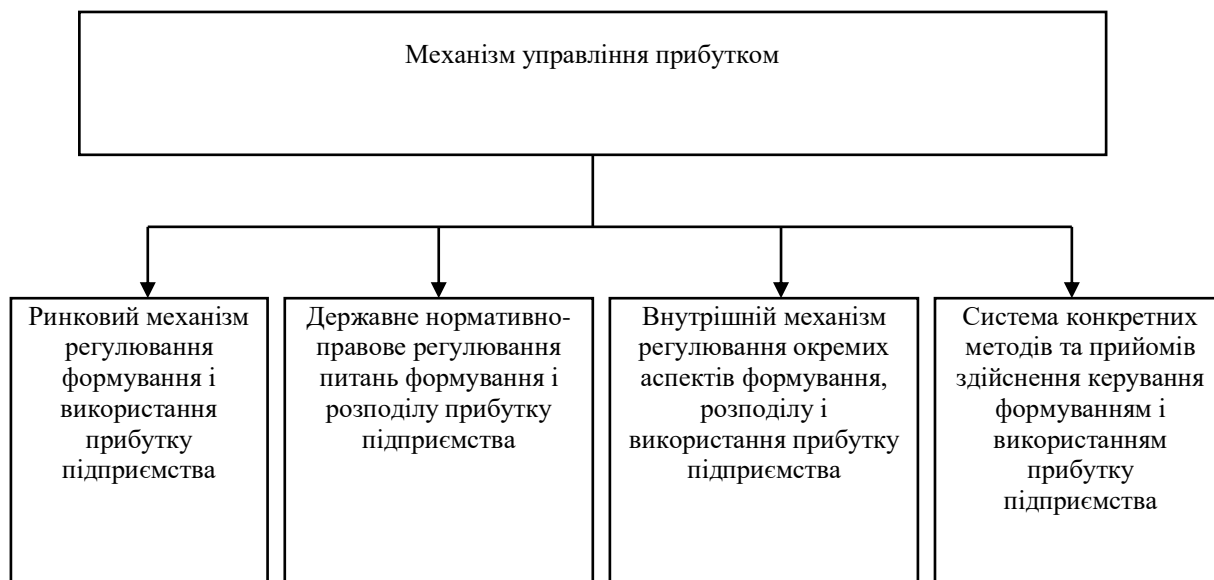 Механізм управління прибутком
Ринковий механізм
регулювання
формування і
використання
прибутку
підприємства
Державне нормативно-
правове регулювання
питань формування і
розподілу прибутку
підприємства
Внутрішній механізм
регулювання окремих
аспектів формування,
розподілу і
використання прибутку
підприємства
Система конкретних
методів та прийомів
здійснення керування
формуванням і
використанням
прибутку
підприємства